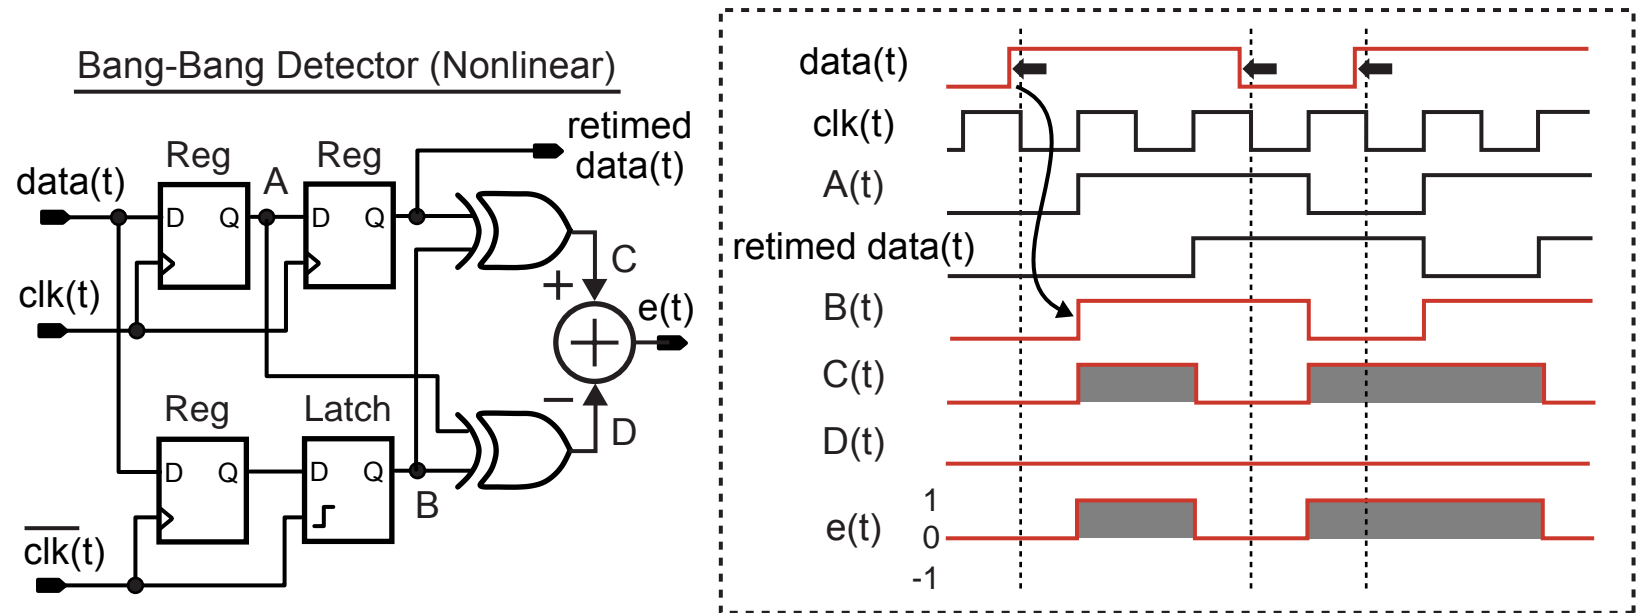 Bang-Bang Detector (Nonlinear)
retimed
data(t)
Reg
Reg
data(t)
A
D Q
D Q
clk(t)
C
+
e(t)
−
D
Reg
Latch
D Q
D Q
B
clk(t)
data(t)
clk(t)
A(t)
retimed data(t)
B(t)
C(t)
D(t)
1
e(t)
0
-1